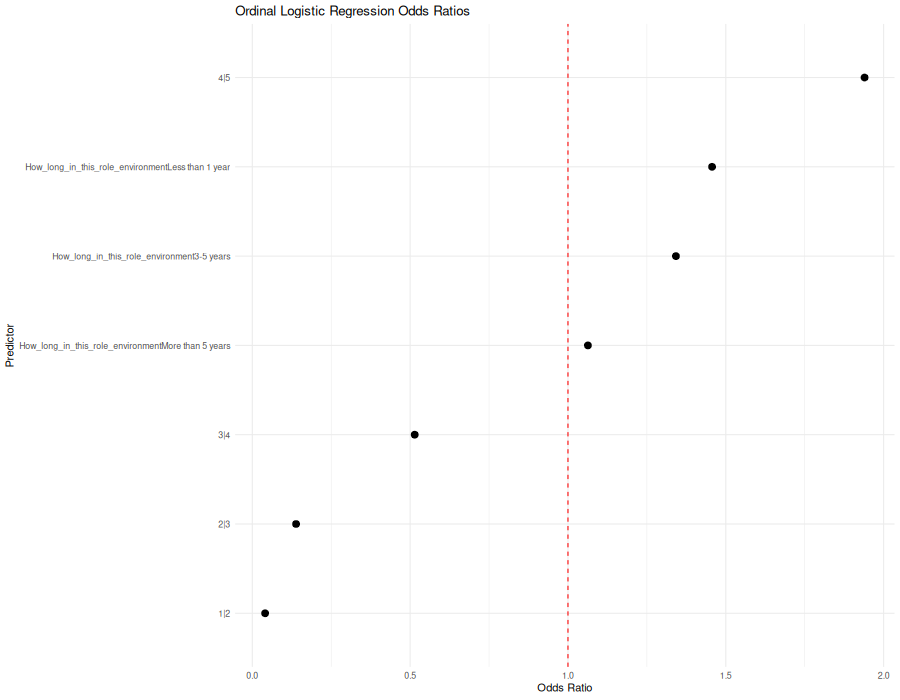 Ordinal Logistic Regression Odds Ratios
4|5
How_long_in_this_role_environmentLess than 1 year
How_long_in_this_role_environment3-5 years
How_long_in_this_role_environmentMore than 5 years
3|4
2|3
1|2
Predictor
0.0 0.5 1.0 1.5 2.0
Odds Ratio